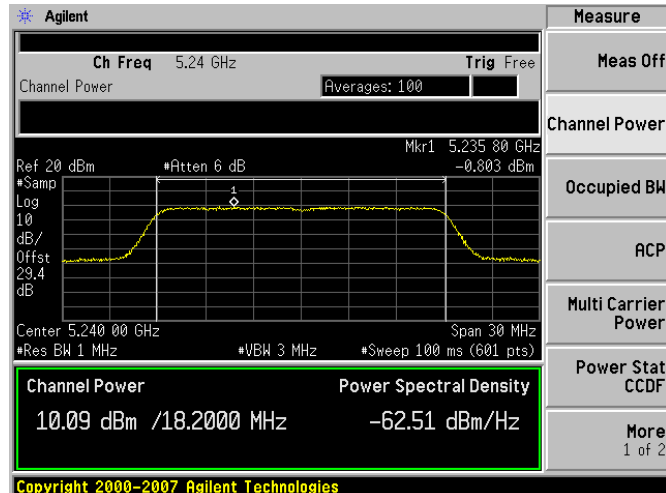 Agilent
Measure
Ch Freq 5.24 GHz Trig Free
Channel Power Averages: 100
Mkr1 5.235 80 GHz
Ref 20 dBm #Atten 6 dB -0.803 dBm
#Samp
Log
10
dB/
Offst
29.4
dB
1
Center 5.240 00 GHz Span 30 MHz
#Res BW 1 MHz #VBW 3 MHz #Sweep 100 ms (601 pts)
Channel Power Power Spectral Density
10.09 dBm /18.2000 MHz -62.51 dBm/Hz
Meas Off
Channel Power
Occupied BW
ACP
Multi Carrier
Power
Power Stat
CCDF
More
1 of 2
Copyright 2000-2007 Agilent Technologies